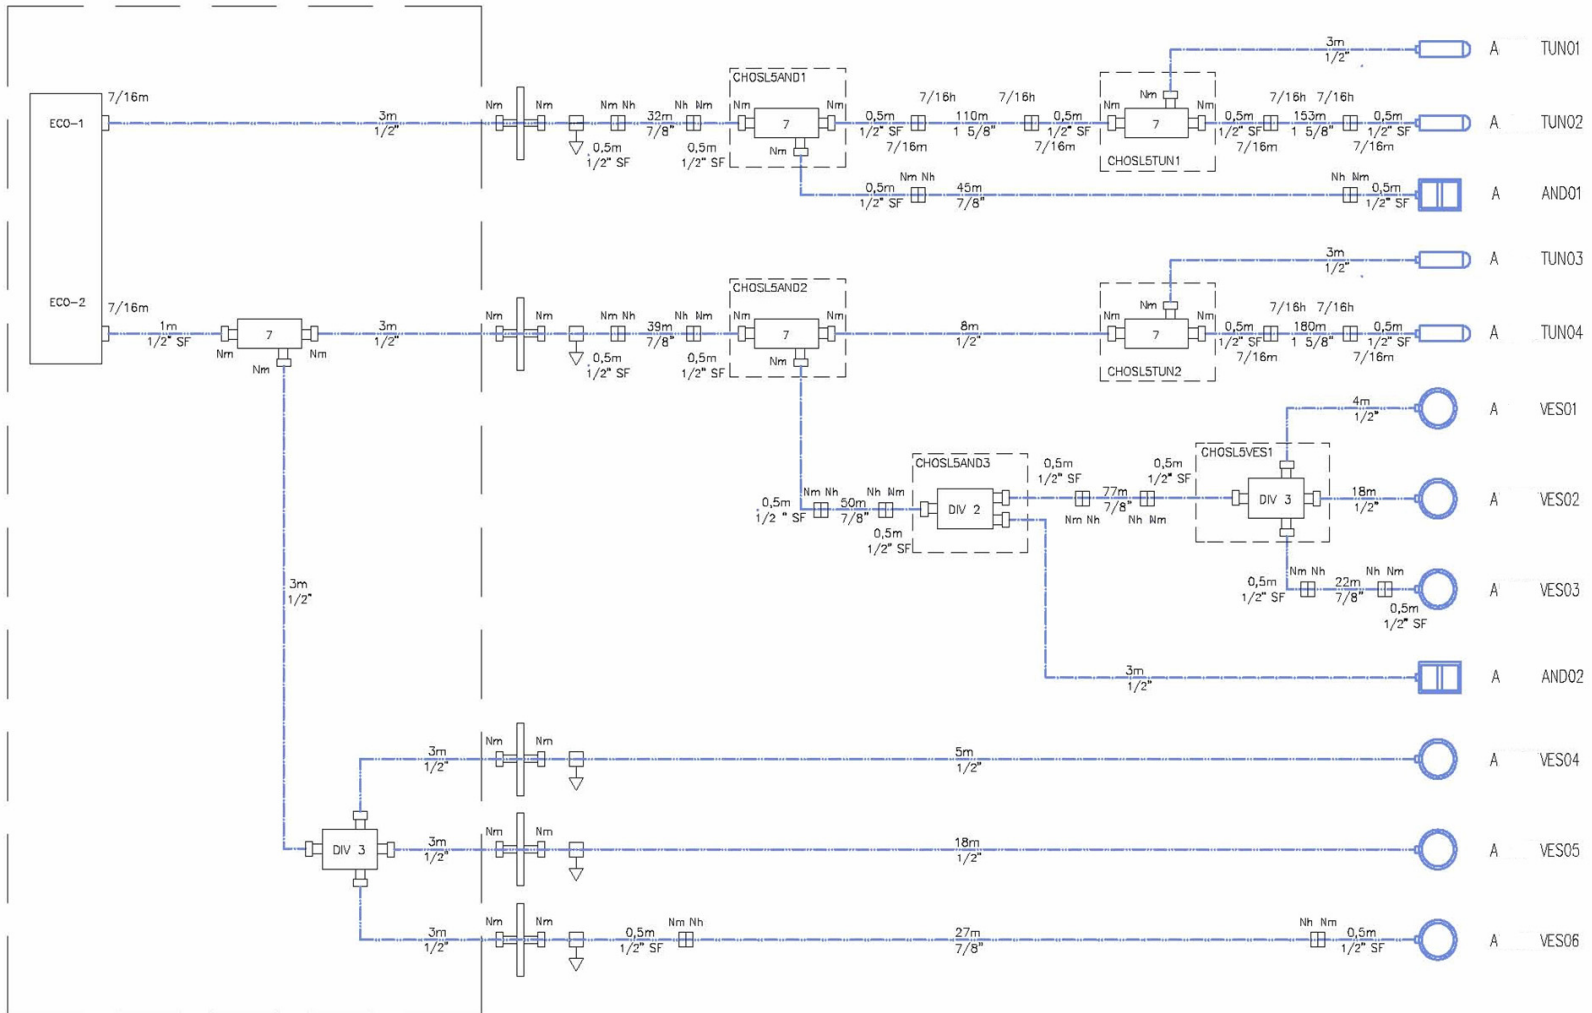 3m
1/2"
A TUN01
CHOSL5AND1
7/16m
ECO-1
3m
1/2"
Nm Nm
Nm Nh
Nh Nm
0,5m
1/2" SF
32m
7/8"
0,5m
1/2" SF
Nm
7
Nm
Nm
0,5m
1/2" SF
7/16h
7/16m
110m
1 5/8"
7/16h
7/16m
0,5m
1/2" SF
Nm
Nm
7
Nm
CHOSL5TUN1
0,5m
1/2" SF
7/16h 7/16h
7/16m
153m
1 5/8"
7/16m
0,5m
1/2" SF
A TUN02
0,5m
1/2" SF
Nm Nh
45m
7/8"
Nh Nm
0,5m
1/2" SF
A AND01
3m
1/2"
A TUN03
CHOSL5AND2
ECO-2
7/16m
1m
1/2" SF
Nm
7
Nm
Nm
3m
1/2"
Nm Nm
Nm Nh
Nh Nm
0,5m
1/2" SF
39m
7/8"
0,5m
1/2" SF
Nm
7
Nm
Nm
8m
1/2"
Nm
Nm
7
Nm
CHOSL5TUN2
0,5m
1/2" SF
7/16h 7/16h
7/16m
180m
1 5/8"
7/16m
0,5m
1/2" SF
A TUN04
4m
1/2"
A VES01
CHOSL5AND3
CHOSL5VES1
0,5m
1/2" SF
Nm Nh
50m
7/8"
Nh Nm
0,5m
1/2" SF
DIV 2
0,5m
1/2" SF
Nm Nh
77m
7/8"
Nh Nm
0,5m
1/2" SF
DIV 3
18m
1/2"
A VES02
0,5m
1/2" SF
Nm Nh
22m
7/8"
Nh Nm
0,5m
1/2" SF
A VES03
3m
1/2"
3m
1/2"
A AND02
3m
1/2"
Nm Nm
5m
1/2"
A VES04
DIV 3
3m
1/2"
Nm Nm
18m
1/2"
A VES05
3m
1/2"
Nm Nm
0,5m
1/2" SF
Nm Nh
27m
7/8"
Nh Nm
0,5m
1/2" SF
A VES06